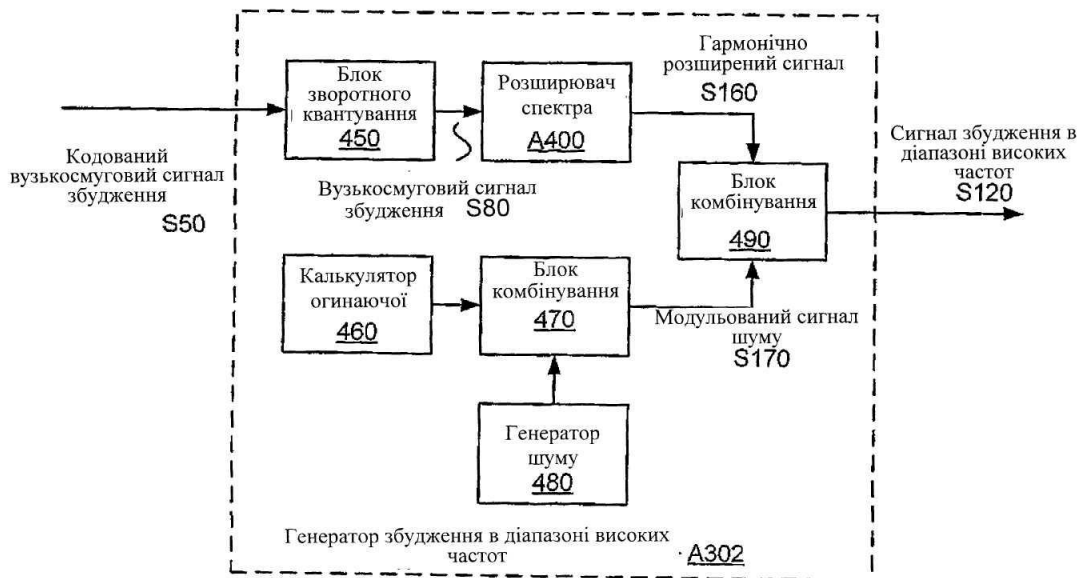 Гармонічно
розширений сигнал
S160
Блок
зворотного
квантування
450
Розширювач
спектра
A400
Кодований
вузькосмуговий сигнал
збудження
S50
Вузькосмуговий сигнал
збудження S80
Блок
комбінування
490
Сигнал збудження в
діапазоні високих
частот
S120
Калькулятор
огинаючої
460
Блок
комбінування
470
Модульований сигнал
шуму
S170
Генератор
шуму
480
Генератор збудження в діапазоні високих
частот A302